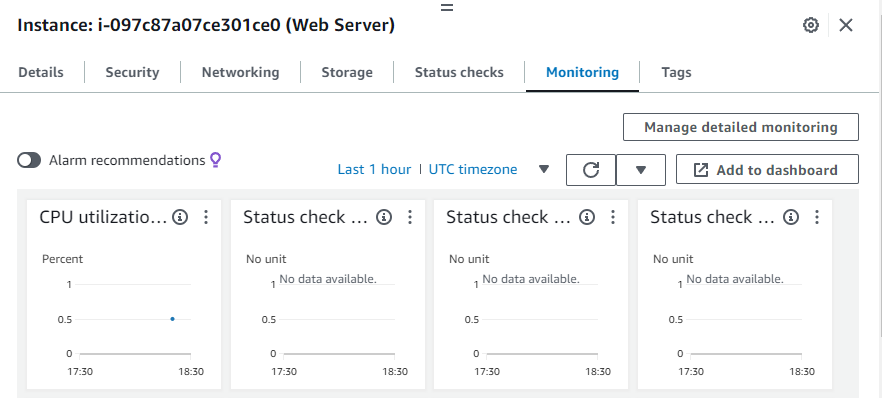 Instance: i-097c87a07ce301ce0 (Web Server)
Details Security Networking Storage Status checks Monitoring Tags
Manage detailed monitoring
Alarm recommendations
Last 1 hour UTC timezone
Add to dashboard
CPU utilizatio...
Percent
1
0.5
0
17:30 18:30
Status check ...
No unit
No data available.
1
0.5
0
17:30 18:30
Status check ...
No unit
No data available.
1
0.5
0
17:30 18:30
Status check ...
No unit
No data available.
1
0.5
0
17:30 18:30